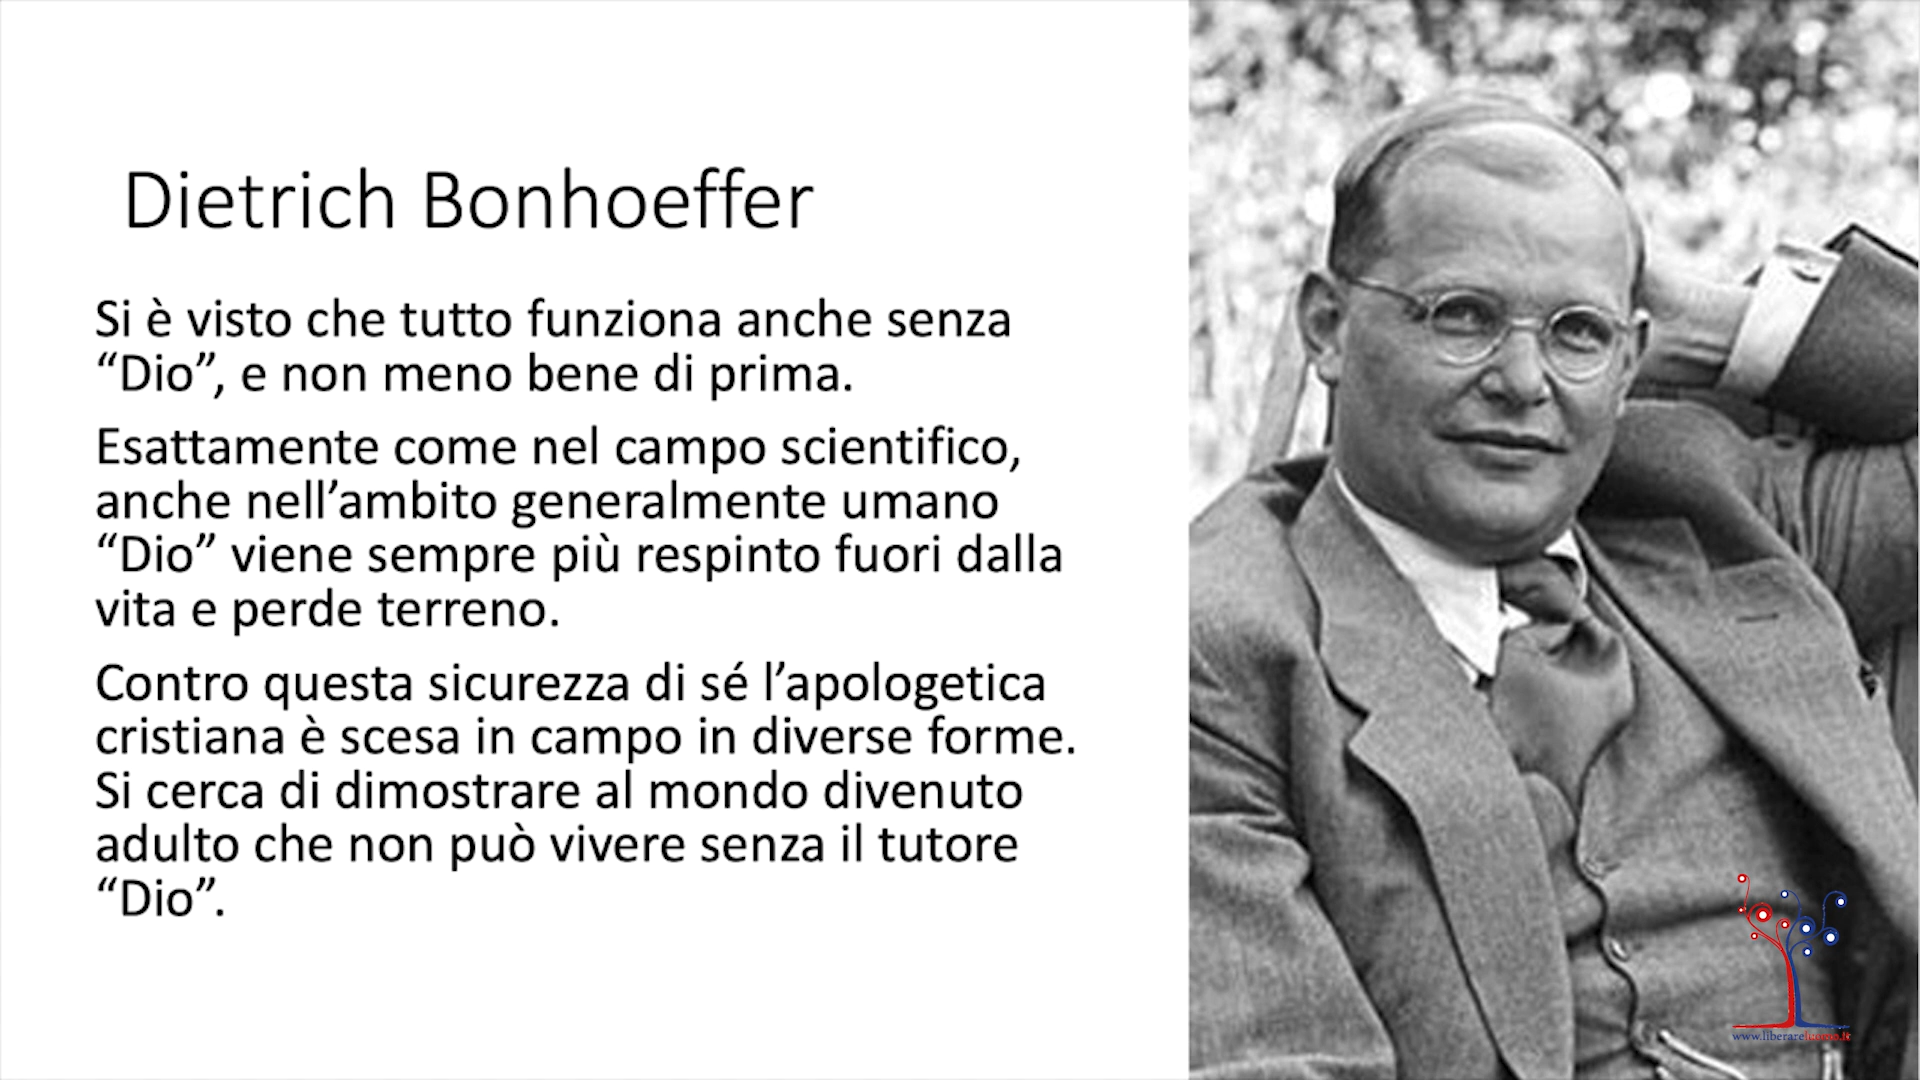 Dietrich Bonhoeffer
Si è visto che tutto funziona anche senza
“Dio”, e non meno bene di prima.
Esattamente come nel campo scientifico,
anche nell’ambito generalmente umano
“Dio” viene sempre più respinto fuori dalla
vita e perde terreno.
Contro questa sicurezza di sé l’apologetica
cristiana è scesa in campo in diverse forme.
Si cerca di dimostrare al mondo divenuto
adulto che non può vivere senza il tutore
“Dio”.